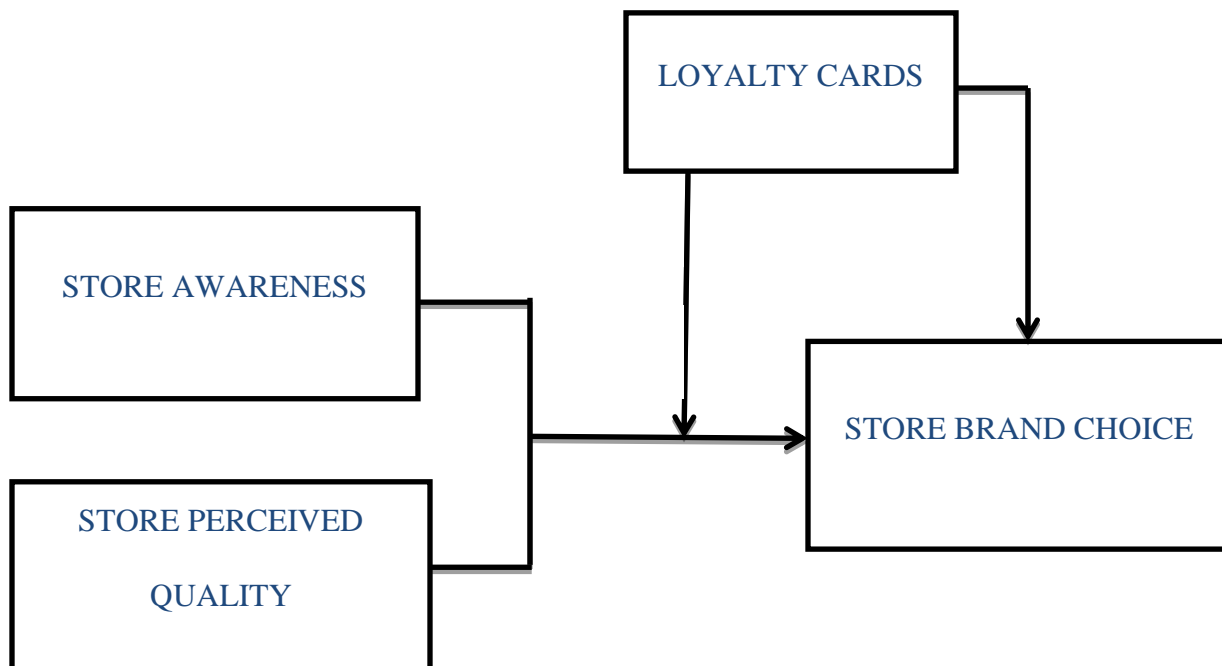 LOYALTY CARDS
STORE AWARENESS
STORE BRAND CHOICE
STORE PERCEIVED
QUALITY